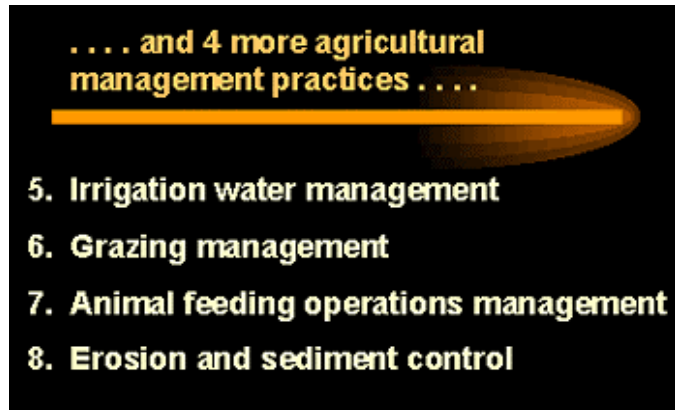 . . . . and 4 more agricultural
management practices . . . .
5. Irrigation water management
6. Grazing management
7. Animal feeding operations management
8. Erosion and sediment control